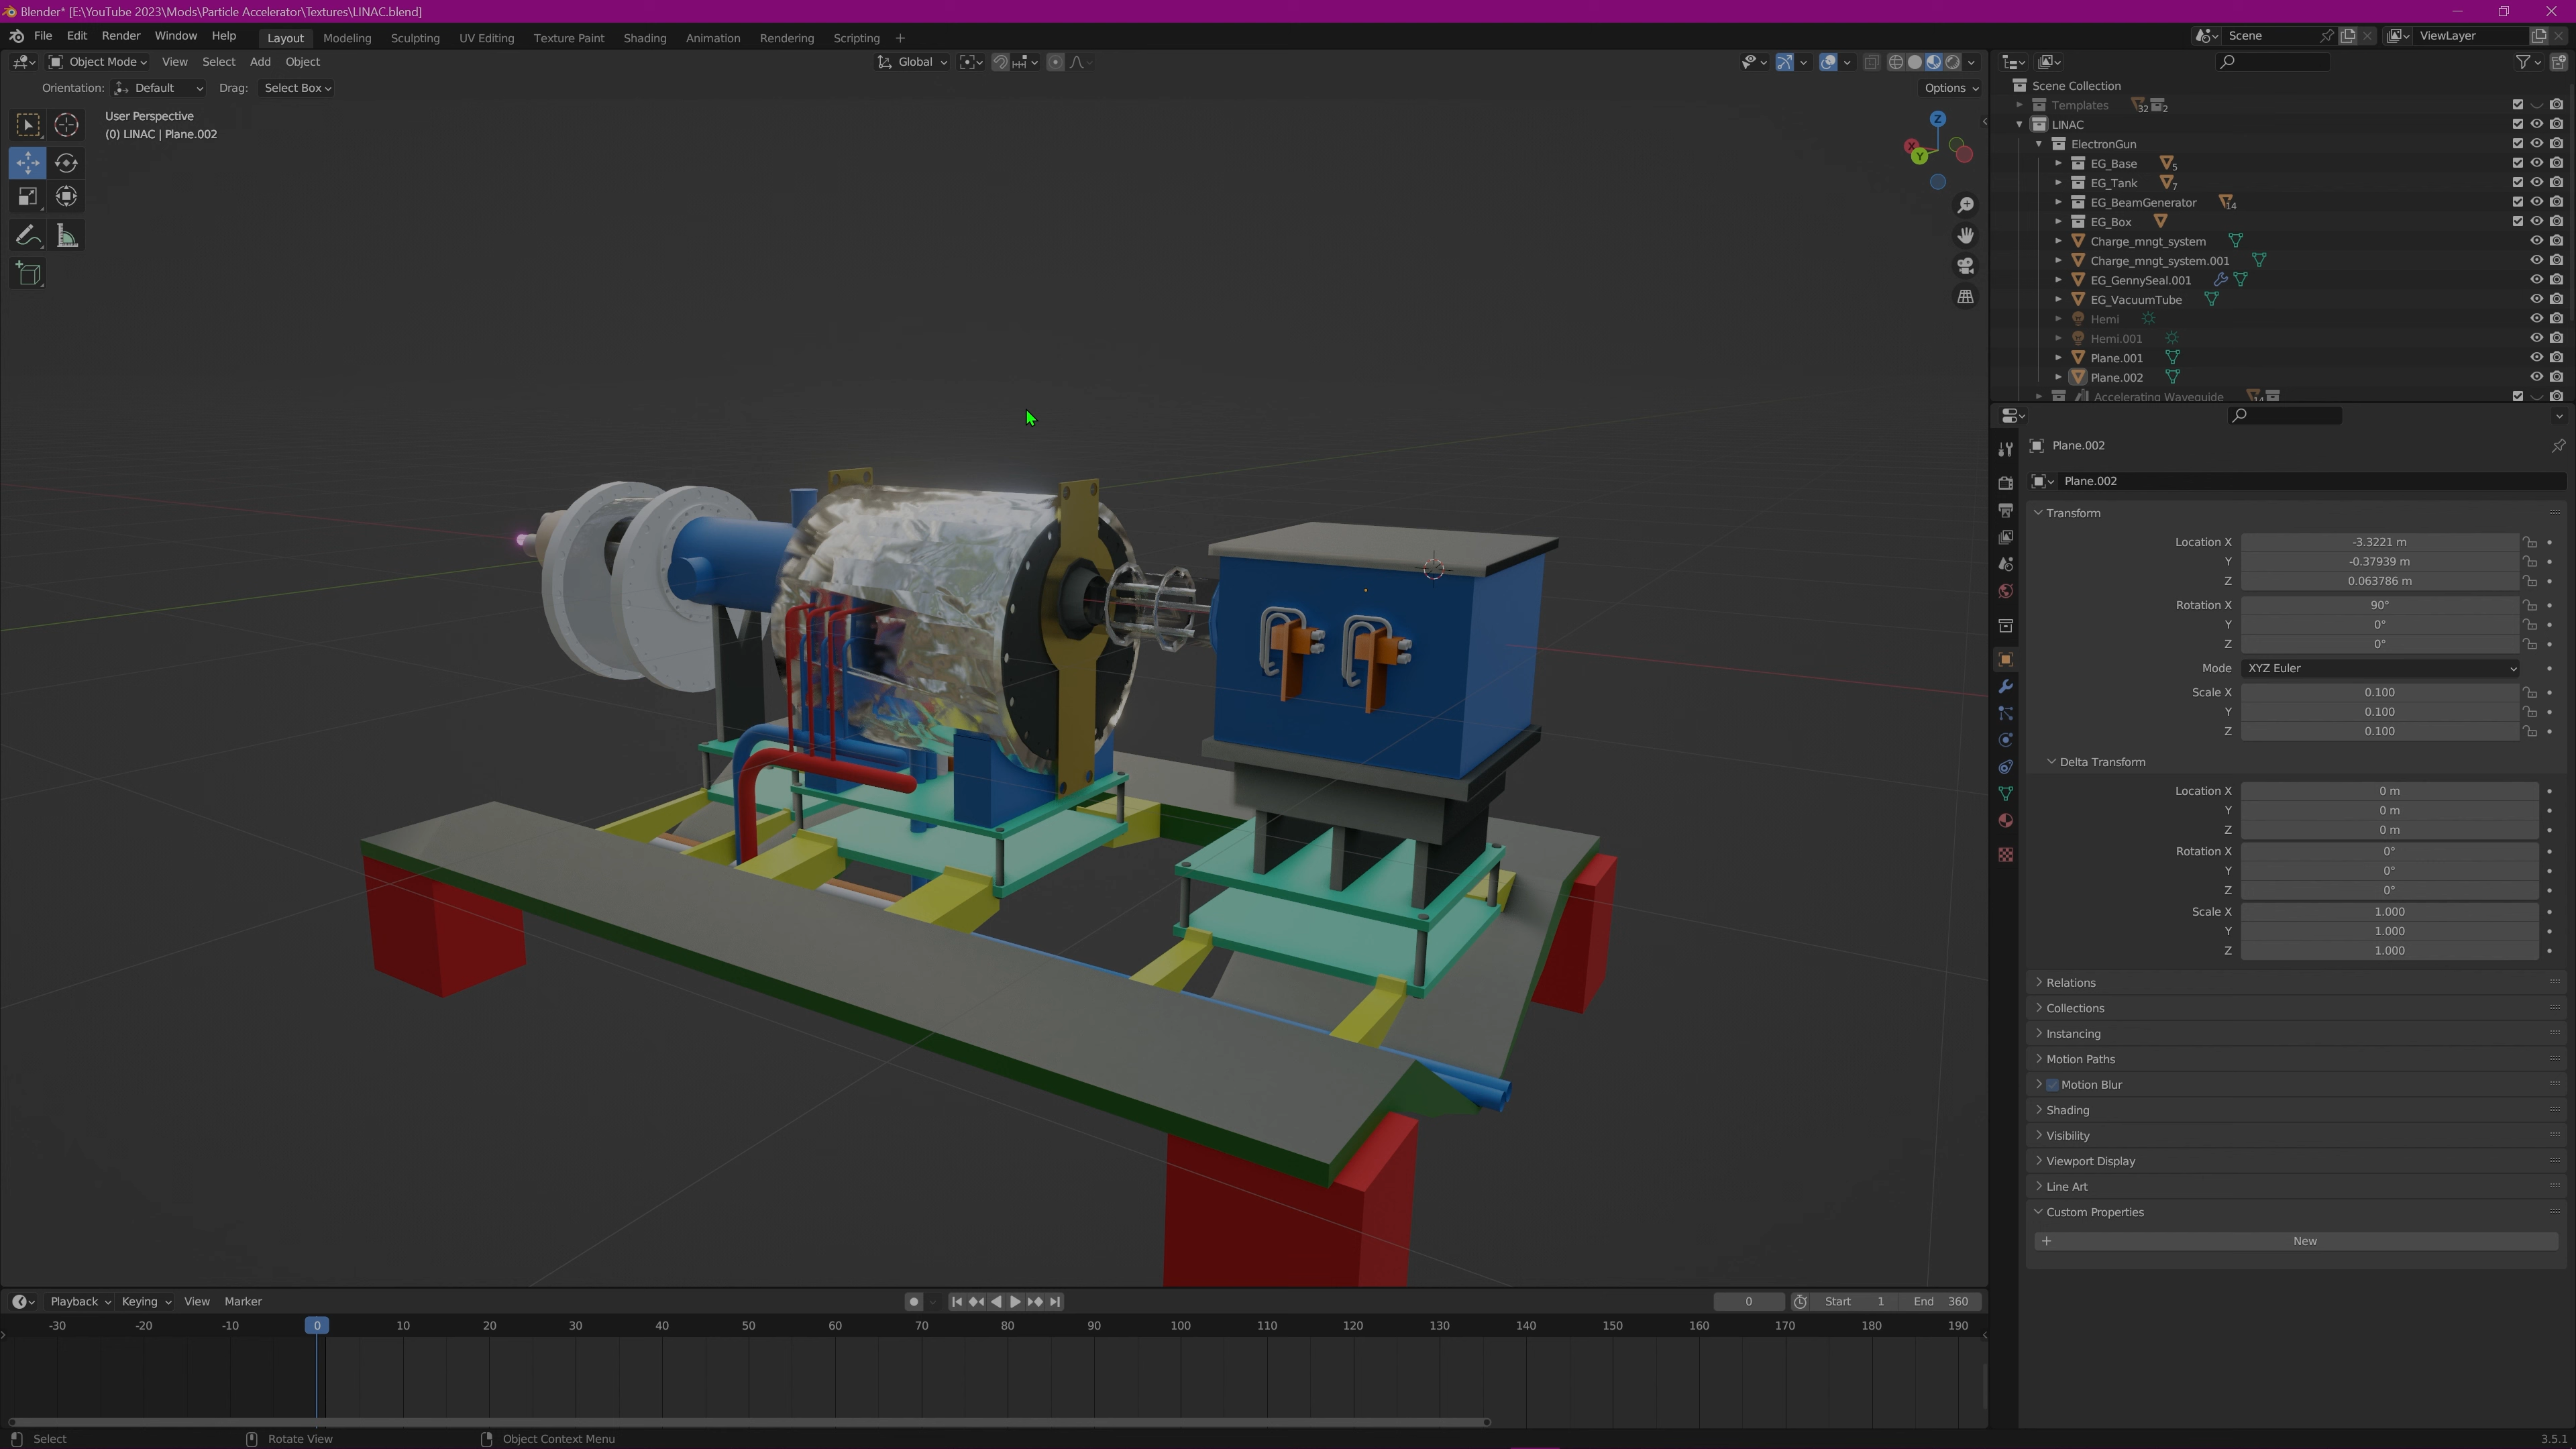 Blender* [E:\YouTube 2023\Mods\Particle Accelerator\Textures\LINAC.blend]
File Edit Render Window Help Layout Modeling Sculpting UV Editing Texture Paint Shading Animation Rendering Scripting + Scene ViewLayer
Object Mode View Select Add Object Global
Orientation: Default Drag: Select Box Options
User Perspective
(0) LINAC | Plane.002
Z
X
Y
Scene Collection
Templates 32 2
LINAC
ElectronGun
EG_Base 5
EG_Tank 7
EG_BeamGenerator 14
EG_Box
Charge_mngt_system
Charge_mngt_system.001
EG_GennySeal.001
EG_VacuumTube
Hemi
Hemi.001
Plane.001
Plane.002
Accelerating Waveguide 14
Plane.002
Plane.002
Transform
Location X -3.3221 m
Y -0.37939 m
Z 0.063786 m
Rotation X 90°
Y 0°
Z 0°
Mode XYZ Euler
Scale X 0.100
Y 0.100
Z 0.100
Delta Transform
Location X 0 m
Y 0 m
Z 0 m
Rotation X 0°
Y 0°
Z 0°
Scale X 1.000
Y 1.000
Z 1.000
Relations
Collections
Instancing
Motion Paths
Motion Blur
Shading
Visibility
Viewport Display
Line Art
Custom Properties
+ New
Playback Keying View Marker 0 Start 1 End 360
-30 -20 -10 0 10 20 30 40 50 60 70 80 90 100 110 120 130 140 150 160 170 180 190
Select Rotate View Object Context Menu 3.5.1